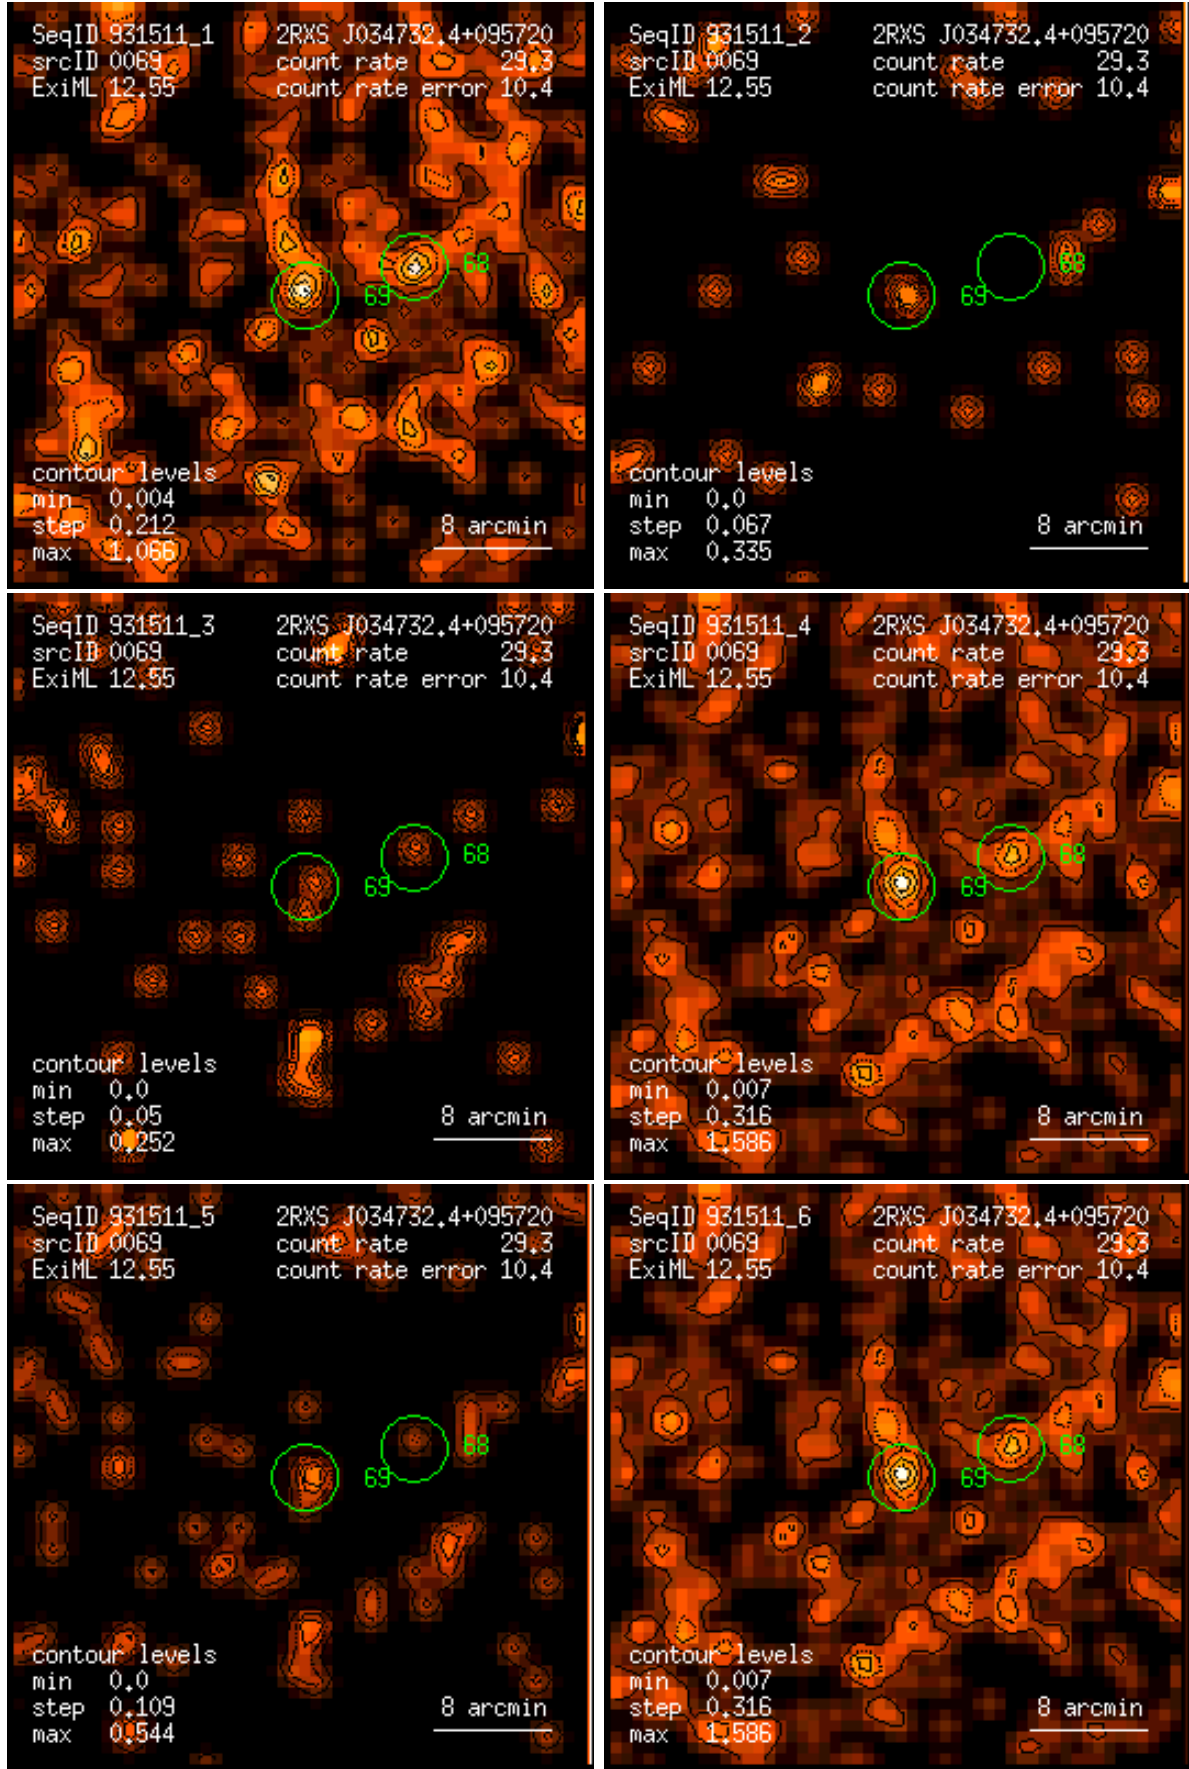 SeqID 931511_1 2RXS J034732.4+095720
srcID 0069 count rate 29.3
ExiML 12.55 count rate error 10.4
68
69
contour levels
min 0.004
step 0.212 8 arcmin
max 1.066
SeqID 931511_2 2RXS J034732.4+095720
srcID 0069 count rate 29.3
ExiML 12.55 count rate error 10.4
68
69
contour levels
min 0.0
step 0.067 8 arcmin
max 0.335
SeqID 931511_3 2RXS J034732.4+095720
srcID 0069 count rate 29.3
ExiML 12.55 count rate error 10.4
68
69
contour levels
min 0.0
step 0.05 8 arcmin
max 0.252
SeqID 931511_4 2RXS J034732.4+095720
srcID 0069 count rate 29.3
ExiML 12.55 count rate error 10.4
68
69
contour levels
min 0.007
step 0.316 8 arcmin
max 1.586
SeqID 931511_5 2RXS J034732.4+095720
srcID 0069 count rate 29.3
ExiML 12.55 count rate error 10.4
68
69
contour levels
min 0.0
step 0.109 8 arcmin
max 0.544
SeqID 931511_6 2RXS J034732.4+095720
srcID 0069 count rate 29.3
ExiML 12.55 count rate error 10.4
68
69
contour levels
min 0.007
step 0.316 8 arcmin
max 1.586